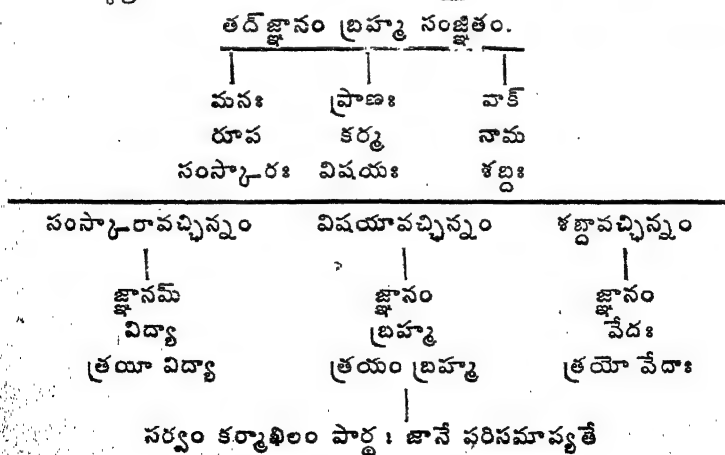 తద్ జ్ఞానం బ్రహ్మ సంజ్ఞితం.
మనః ప్రాణః వాక్
రూప కర్మ నామ
సంస్కారః విషయః శబ్దః
సంస్కారావచ్ఛిన్నం విషయావచ్ఛిన్నం శబ్దావచ్ఛిన్నం
జ్ఞానమ్ జ్ఞానం జ్ఞానం
విద్యా బ్రహ్మ వేదః
త్రయీ విద్యా త్రయం బ్రహ్మ త్రయో వేదాః
సర్వం కర్మాఖిలం పార్థ ః జానే పరిసమాప్యతే